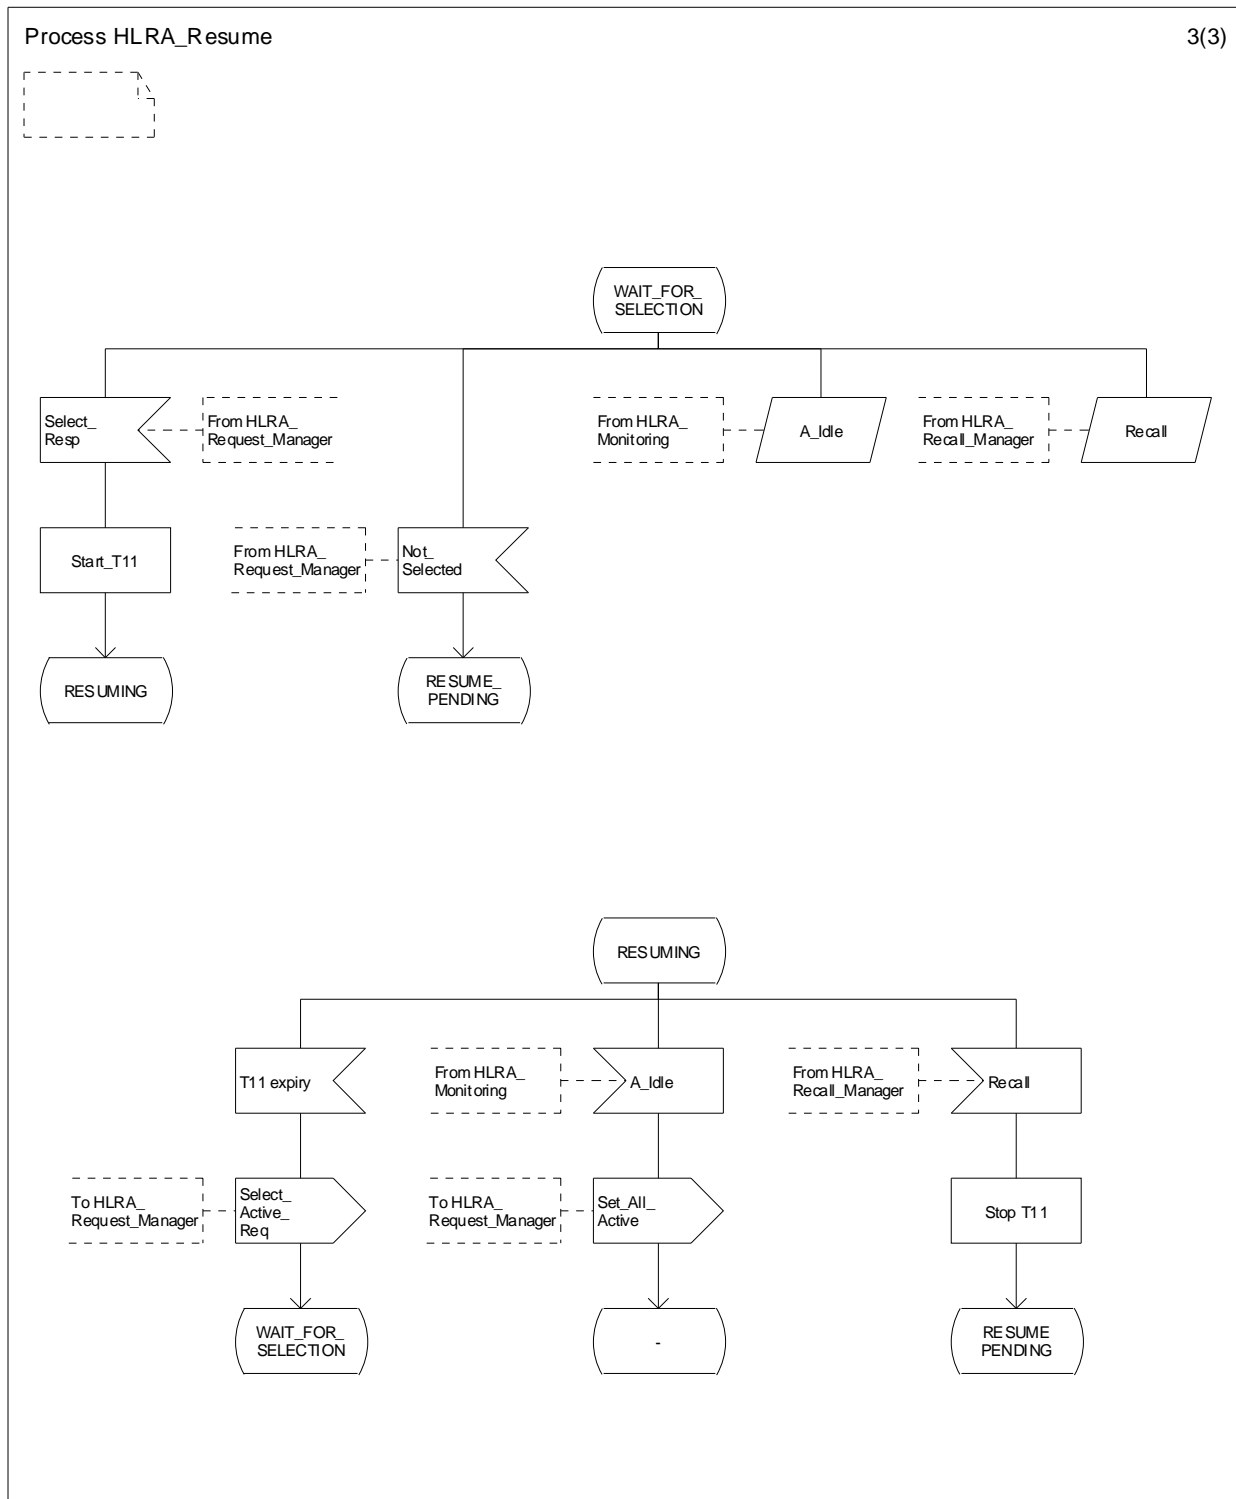 Process HLRA_Resume
3(3)
WAIT_FOR_
SELECTION
Select_
Resp
From HLRA_
Request_Manager
From HLRA_
Monitoring
A_Idle
From HLRA_
Recall_Manager
Recall
Start_T11
From HLRA_
Request_Manager
Not_
Selected
RESUMING
RESUME_
PENDING
RESUMING
T11 expiry
From HLRA_
Monitoring
A_Idle
From HLRA_
Recall_Manager
Recall
To HLRA_
Request_Manager
Select_
Active_
Req
To HLRA_
Request_Manager
Set_All_
Active
Stop T11
WAIT_FOR_
SELECTION
-
RESUME
PENDING